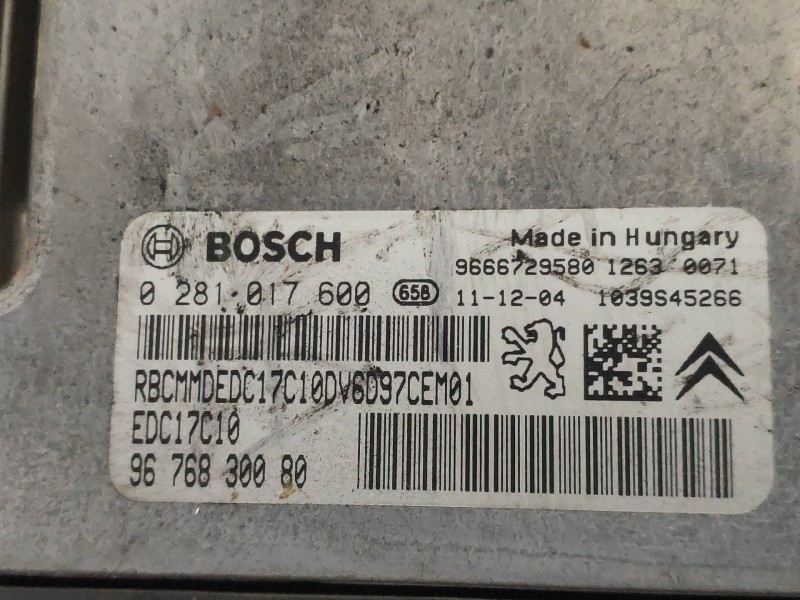 BOSCH
Made in Hungary
9666729580 1263 0071
0 281 017 600 658 11-12-04 1039S45266
RBCMMDEDC17C10DV6D97CEM01
EDC17C10
96 768 300 80